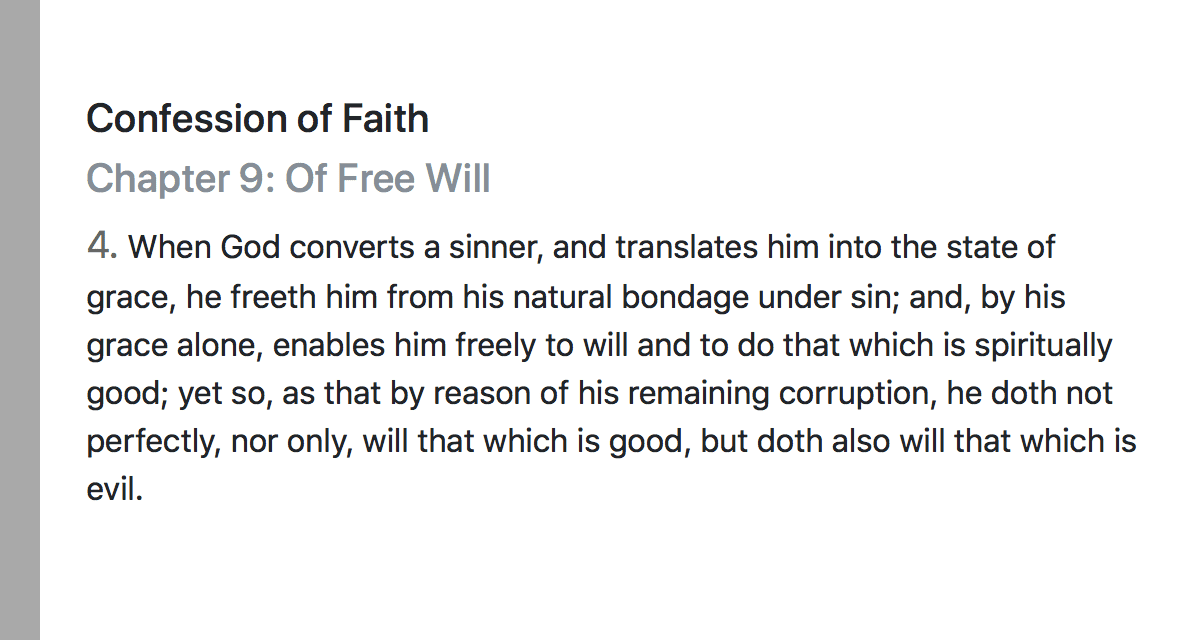 Confession of Faith
Chapter 9: Of Free Will
4. When God converts a sinner, and translates him into the state of
grace, he freeth him from his natural bondage under sin; and, by his
grace alone, enables him freely to will and to do that which is spiritually
good; yet so, as that by reason of his remaining corruption, he doth not
perfectly, nor only, will that which is good, but doth also will that which is
evil.